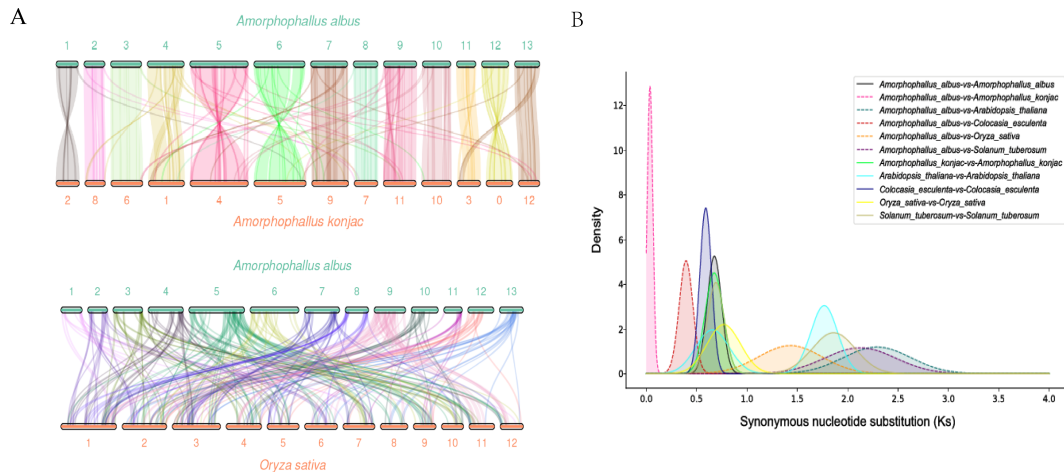 A
B
Amorphophallus albus
1 2 3 4 5 6 7 8 9 10 11 12 13
2 8 6 1 4 5 9 7 11 10 3 0 12
Amorphophallus konjac
Amorphophallus albus
1 2 3 4 5 6 7 8 9 10 11 12 13
1 2 3 4 5 6 7 8 9 10 11 12
Oryza sativa
Density
12
10
8
6
4
2
0
0.0 0.5 1.0 1.5 2.0 2.5 3.0 3.5 4.0
Synonymous nucleotide substitution (Ks)
Amorphophallus_albus-vs-Amorphophallus_albus
Amorphophallus_albus-vs-Amorphophallus_konjac
Amorphophallus_albus-vs-Arabidopsis_thaliana
Amorphophallus_albus-vs-Colocasia_esculenta
Amorphophallus_albus-vs-Oryza_sativa
Amorphophallus_albus-vs-Solanum_tuberosum
Amorphophallus_konjac-vs-Amorphophallus_konjac
Arabidopsis_thaliana-vs-Arabidopsis_thaliana
Colocasia_esculenta-vs-Colocasia_esculenta
Oryza_sativa-vs-Oryza_sativa
Solanum_tuberosum-vs-Solanum_tuberosum